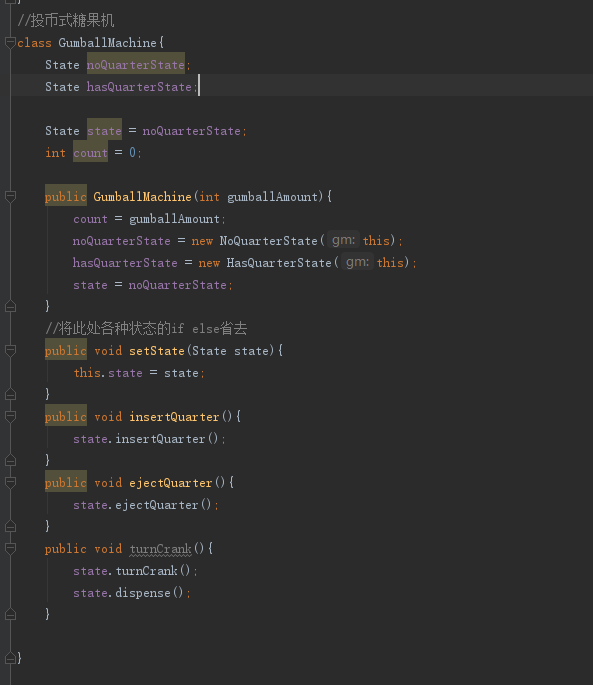 }
//投币式糖果机
class GumballMachine{
    State noQuarterState;
    State hasQuarterState;

    State state = noQuarterState;
    int count = 0;

    public GumballMachine(int gumballAmount){
        count = gumballAmount;
        noQuarterState = new NoQuarterState( gm: this);
        hasQuarterState = new HasQuarterState( gm: this);
        state = noQuarterState;
    }
    //将此处各种状态的if else省去
    public void setState(State state){
        this.state = state;
    }
    public void insertQuarter(){
        state.insertQuarter();
    }
    public void ejectQuarter(){
        state.ejectQuarter();
    }
    public void turnCrank(){
        state.turnCrank();
        state.dispense();
    }

}